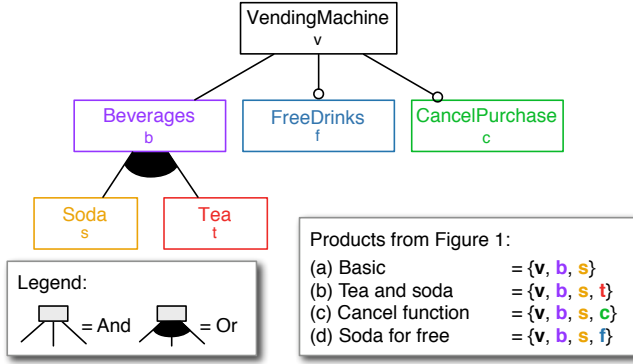 VendingMachine
v
Beverages
b
FreeDrinks
f
CancelPurchase
c
Soda
s
Tea
t
Legend:
= And
= Or
Products from Figure 1:
(a) Basic = {v, b, s}
(b) Tea and soda = {v, b, s, t}
(c) Cancel function = {v, b, s, c}
(d) Soda for free = {v, b, s, f}